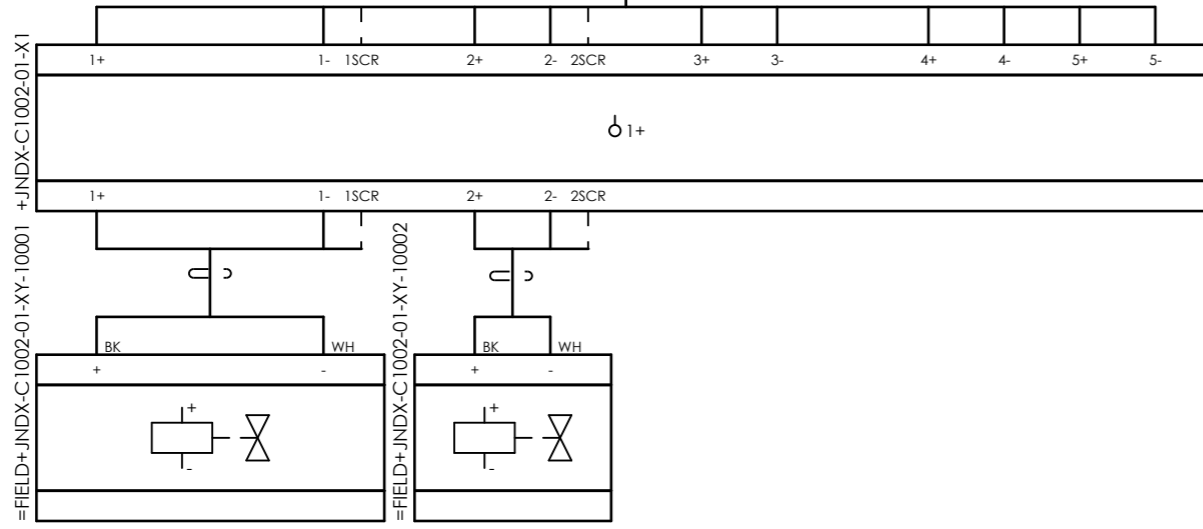 +JNDX-C1002-01-X1
1+ 1- 1SCR 2+ 2- 2SCR 3+ 3- 4+ 4- 5+ 5-
1+
1+ 1- 1SCR 2+ 2- 2SCR
=FIELD+JNDX-C1002-01-XY-10001
BK WH
+ -
+
-
=FIELD+JNDX-C1002-01-XY-10002
BK WH
+ -
+
-